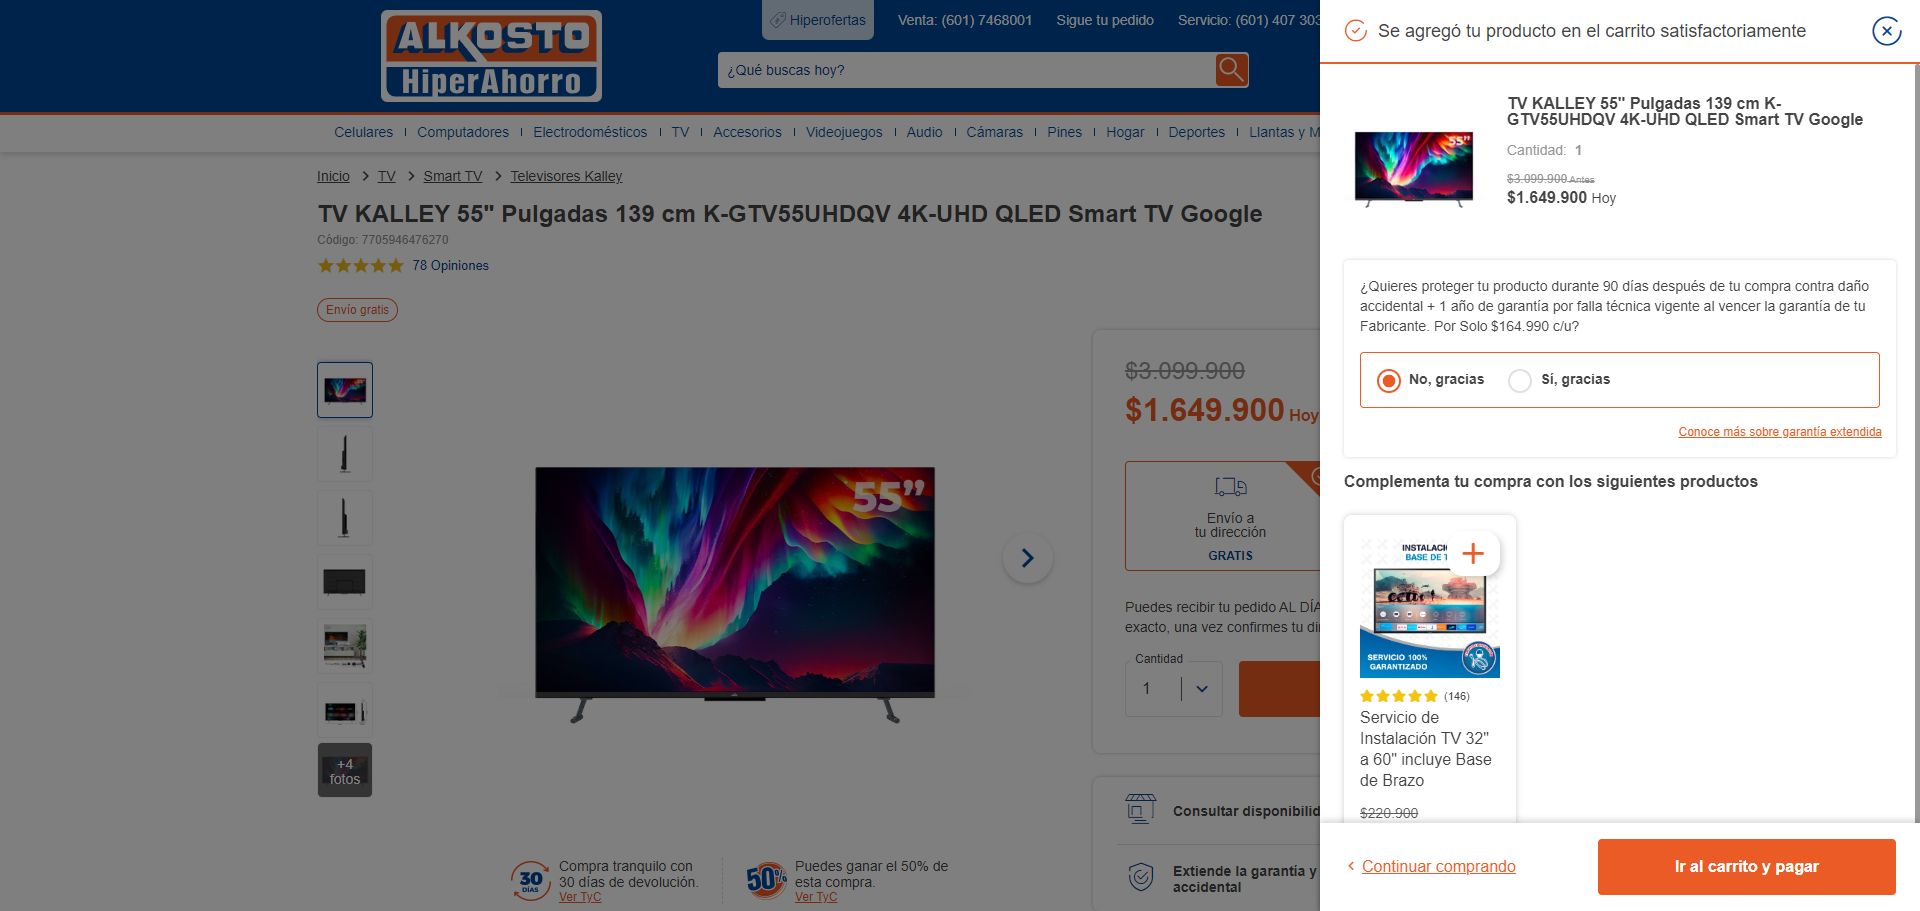 ALKOSTO
HiperAhorro
Hiperofertas
Venta: (601) 7468001
Sigue tu pedido
Servicio: (601) 407 303
¿Qué buscas hoy?
Celulares
Computadores
Electrodomésticos
TV
Accesorios
Videojuegos
Audio
Cámaras
Pines
Hogar
Deportes
Llantas y M
Inicio > TV > Smart TV > Televisores Kalley
TV KALLEY 55" Pulgadas 139 cm K-GTV55UHDQV 4K-UHD QLED Smart TV Google
Código: 7705946476270
78 Opiniones
Envío gratis
+4
fotos
55”
$3.099.900
$1.649.900 Hoy
Envío a
tu dirección
GRATIS
Puedes recibir tu pedido AL DÍA
exacto, una vez confirmes tu di
Cantidad
1
Consultar disponibilid
Extiende la garantía y
accidental
30
DÍAS
Compra tranquilo con
30 días de devolución.
Ver TyC
50%
Puedes ganar el 50% de
esta compra.
Ver TyC
Se agregó tu producto en el carrito satisfactoriamente
55”
TV KALLEY 55" Pulgadas 139 cm K-
GTV55UHDQV 4K-UHD QLED Smart TV Google
Cantidad: 1
$3.099.900 Antes
$1.649.900 Hoy
¿Quieres proteger tu producto durante 90 días después de tu compra contra daño
accidental + 1 año de garantía por falla técnica vigente al vencer la garantía de tu
Fabricante. Por Solo $164.990 c/u?
No, gracias
Sí, gracias
Conoce más sobre garantía extendida
Complementa tu compra con los siguientes productos
INSTALACI
BASE DE T
SERVICIO 100%
GARANTIZADO
(146)
Servicio de
Instalación TV 32"
a 60" incluye Base
de Brazo
$220.900
Continuar comprando
Ir al carrito y pagar